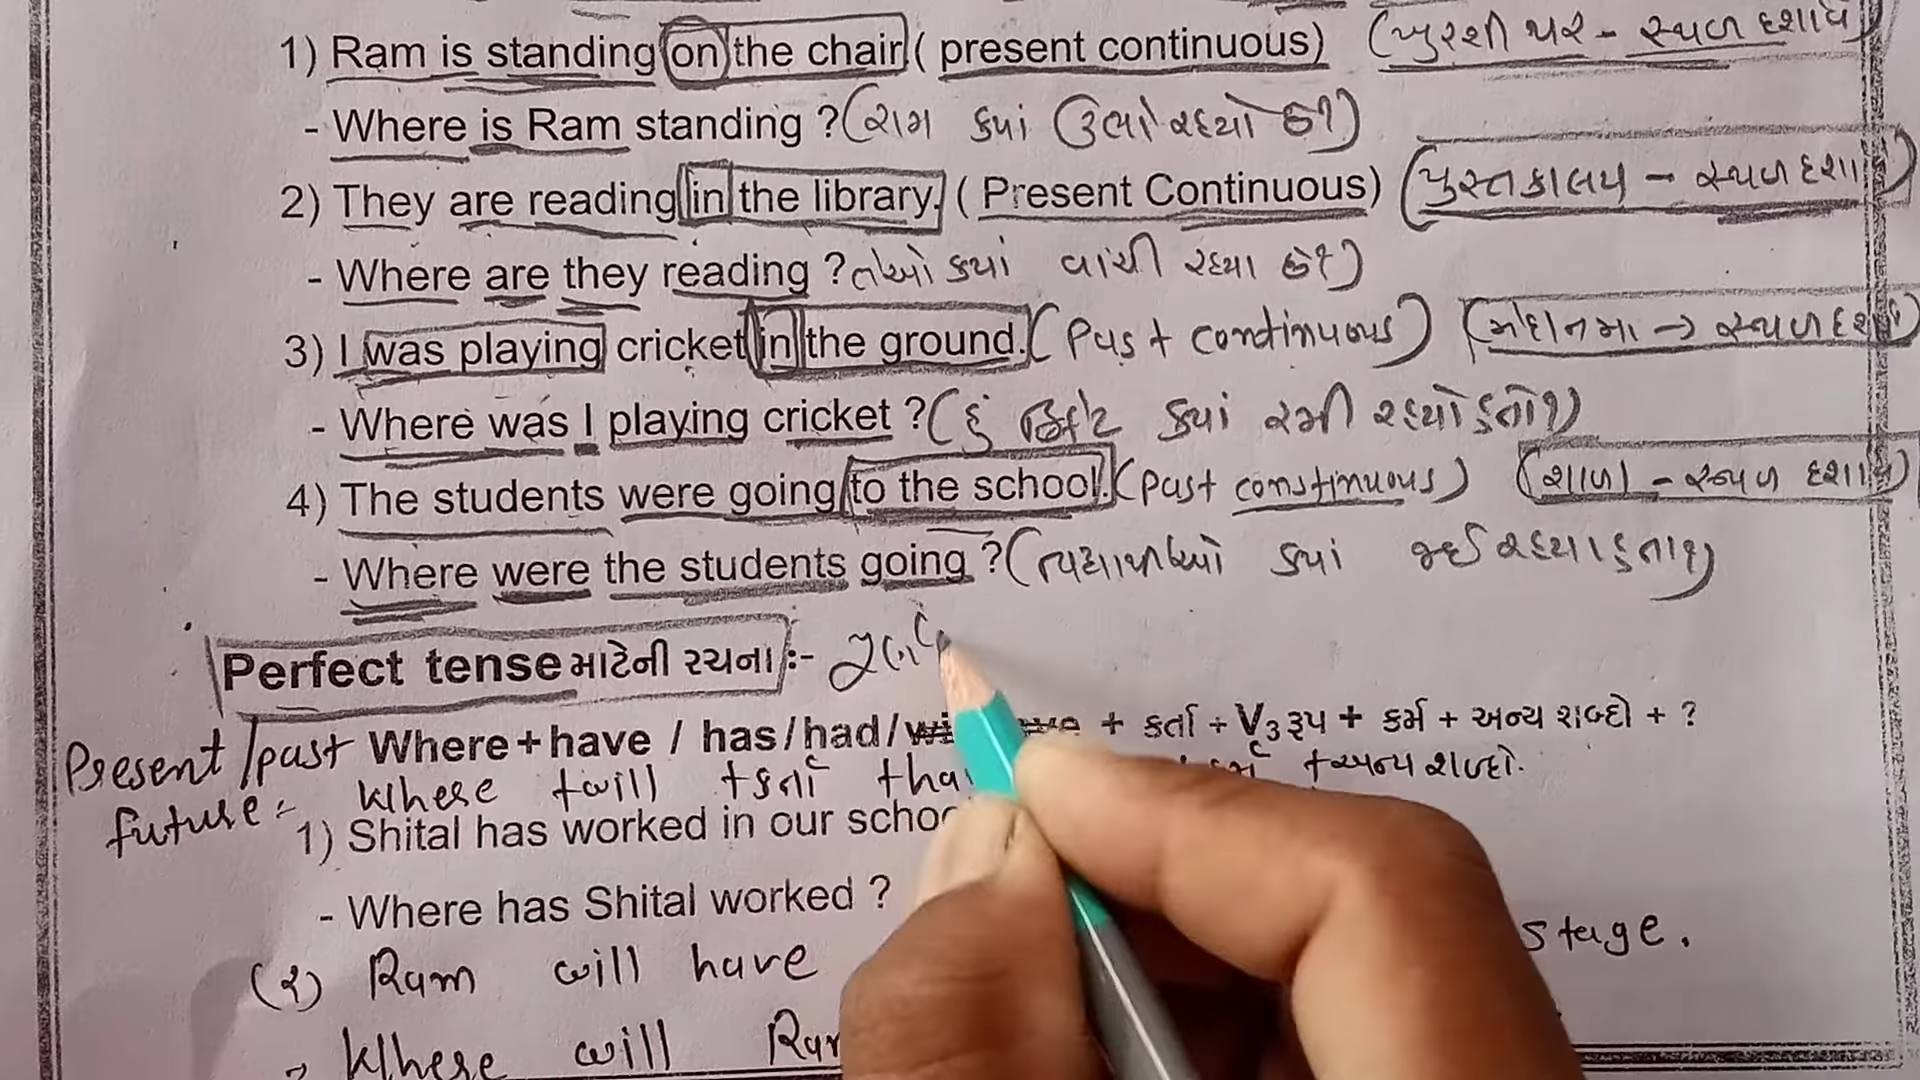 1) Ram is standing on the chair ( present continuous) (ખુરશી પર - સ્થળ દર્શાવે
- Where is Ram standing ? (રામ ક્યાં ઉભો રહ્યો છે?)
2) They are reading in the library. ( Present Continuous) (પુસ્તકાલય - સ્થળ દર્શાવે)
- Where are they reading ? તેઓ ક્યાં વાંચી રહ્યા છે?)
3) I was playing cricket in the ground. (Past continuous) (મેદાનમા → સ્થળ દર્શાવે)
- Where was I playing cricket ? (હું ક્રિકેટ ક્યાં રમી રહ્યો હતો?)
4) The students were going to the school. (past constinuous) (શાળા - સ્થળ દર્શાવે)
- Where were the students going ? ( ક્યાં જઈ રહ્યા હતા?)
Perfect tense માટેની રચના :-
Present / past Where + have / has / had / + કર્તા + V3 રૂપ + કર્મ + અન્ય શબ્દો + ?
future :- Where + will + કર્તા + કર્મ + અન્ય શબ્દો.
1) Shital has worked in our
- Where has Shital worked ?
(૨) Ram will have stage.
→ Where will